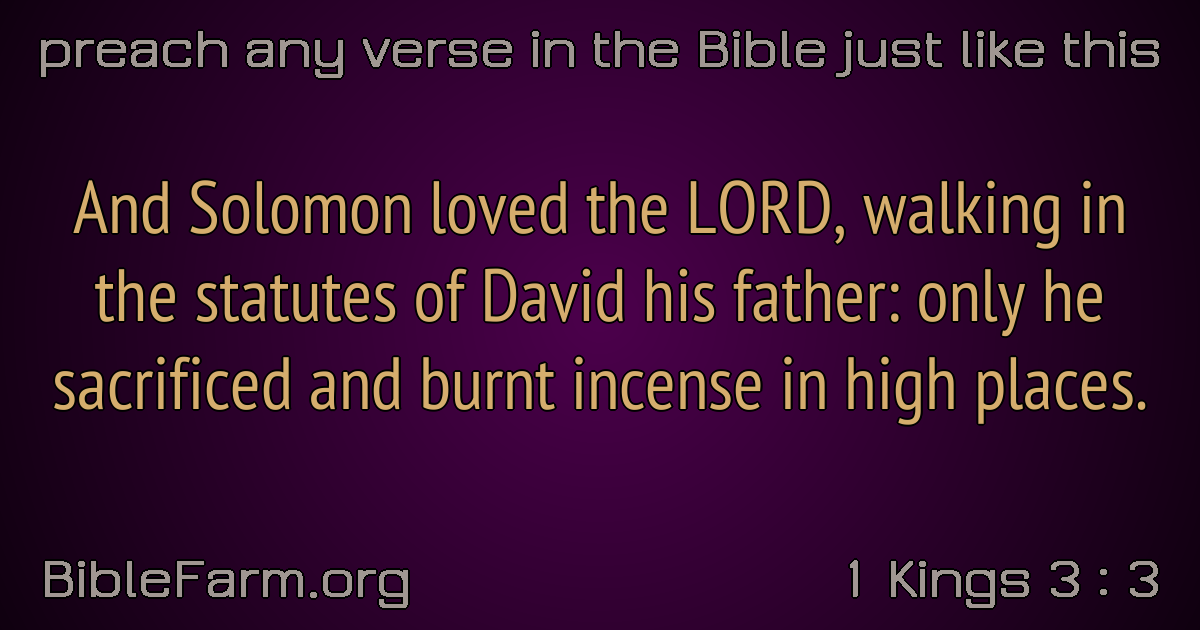 preach any verse in the Bible just like this
And Solomon loved the LORD, walking in
the statutes of David his father: only he
sacrificed and burnt incense in high places.
BibleFarm.org
1 Kings 3 : 3